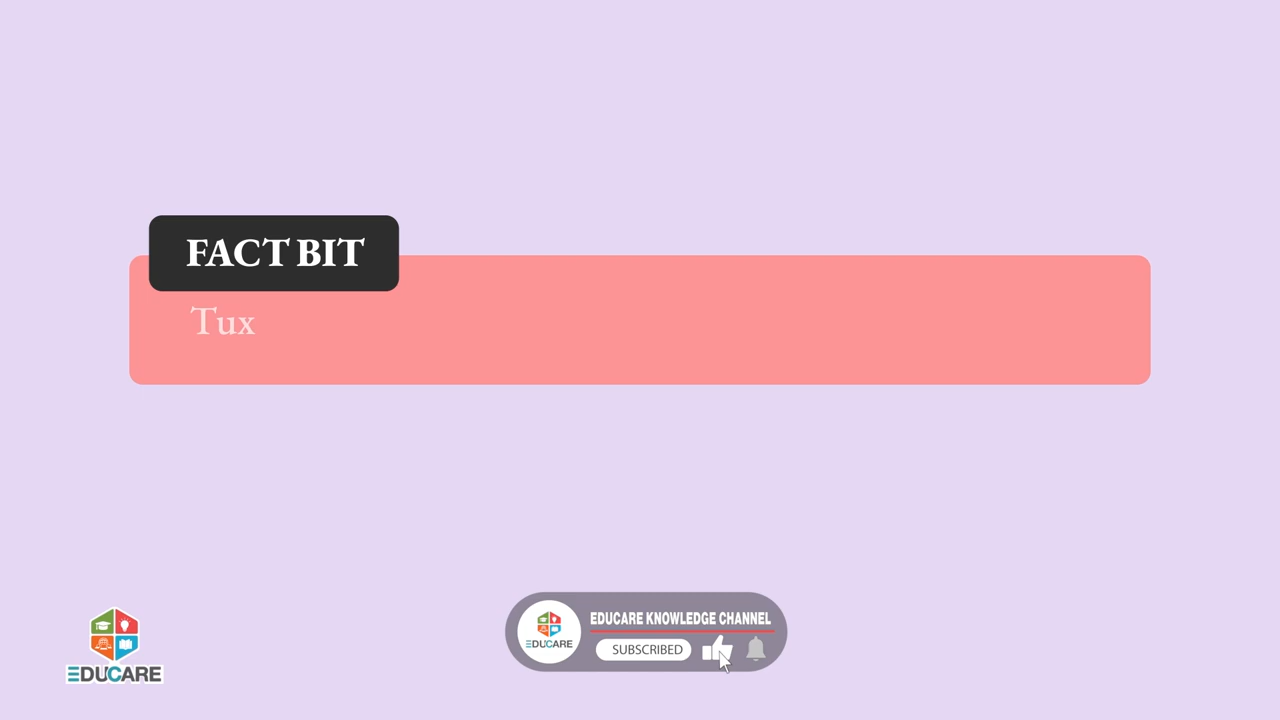 FACT BIT
Tux
EDUCARE
EDUCARE
EDUCARE KNOWLEDGE CHANNEL
SUBSCRIBED